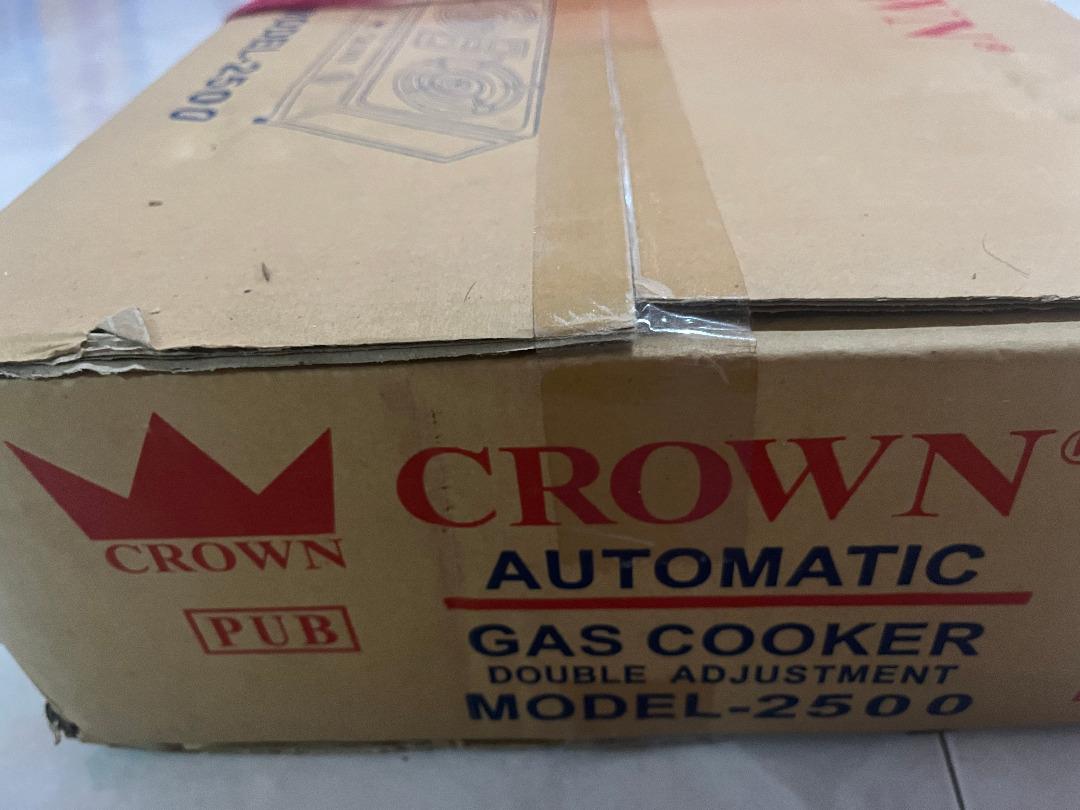 MODEL-2500
CROWN
CROWN®
AUTOMATIC
PUB
GAS COOKER
DOUBLE ADJUSTMENT
MODEL-2500